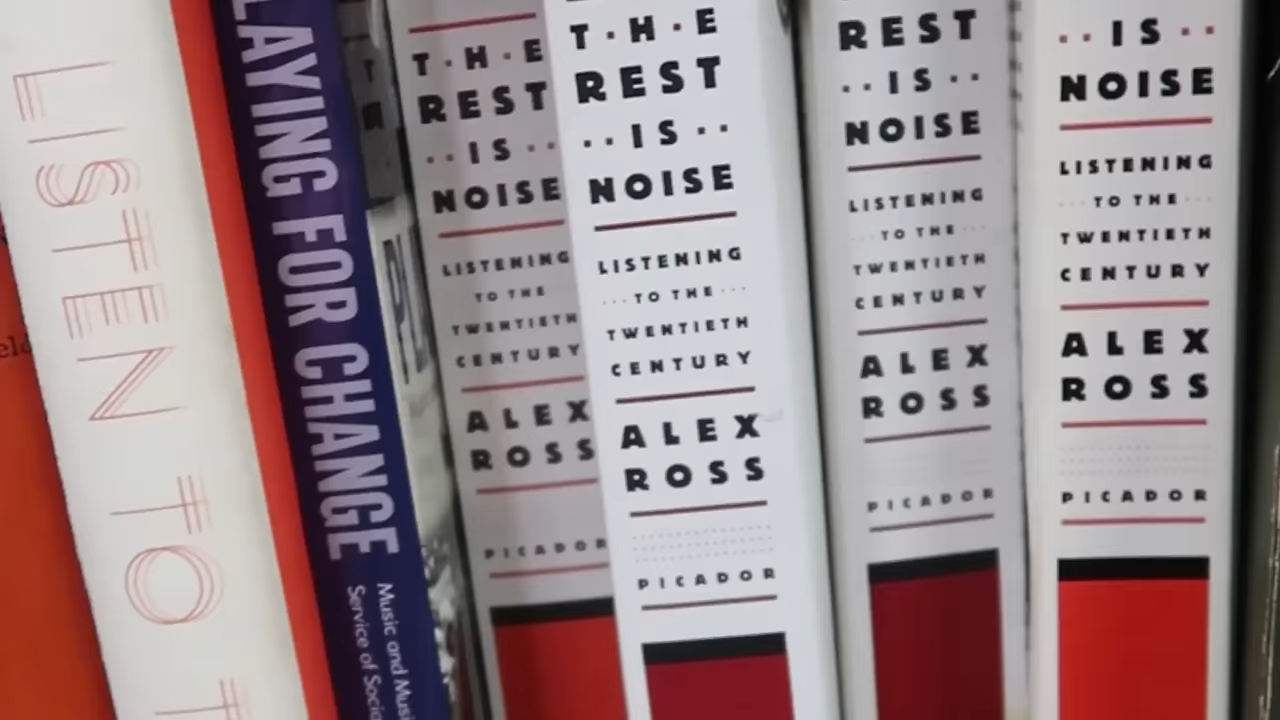 LISTEN TO T
LAYING FOR CHANGE
Music and Musi
Service of Socia
T·H·E
REST
··IS··
NOISE
LISTENING
TO THE
TWENTIETH
CENTURY
ALEX
ROSS
PICADOR
T·H·E
REST
··IS··
NOISE
LISTENING
···TO THE···
TWENTIETH
CENTURY
ALEX
ROSS
PICADOR
REST
··IS··
NOISE
LISTENING
···TO THE···
TWENTIETH
CENTURY
ALEX
ROSS
PICADOR
··IS··
NOISE
LISTENING
···TO THE···
TWENTIETH
CENTURY
ALEX
ROSS
PICADOR